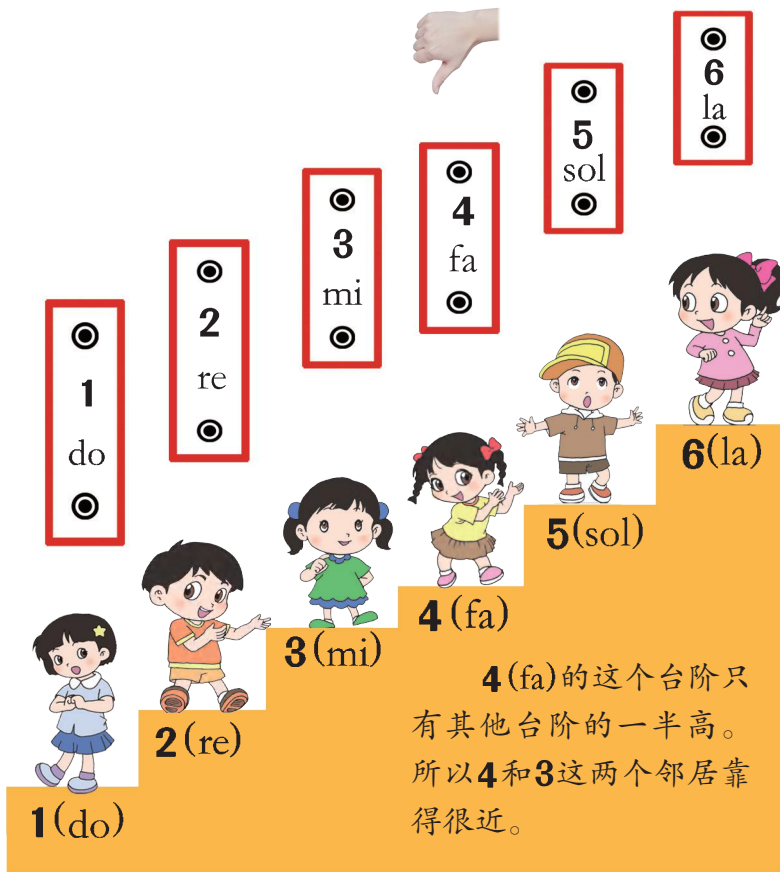 6
la
5
sol
4
fa
3
mi
2
re
1
do
6(la)
5(sol)
4(fa)
3(mi)
2(re)
1(do)
4(fa)的这个台阶只
有其他台阶的一半高。
所以4和3这两个邻居靠
得很近。